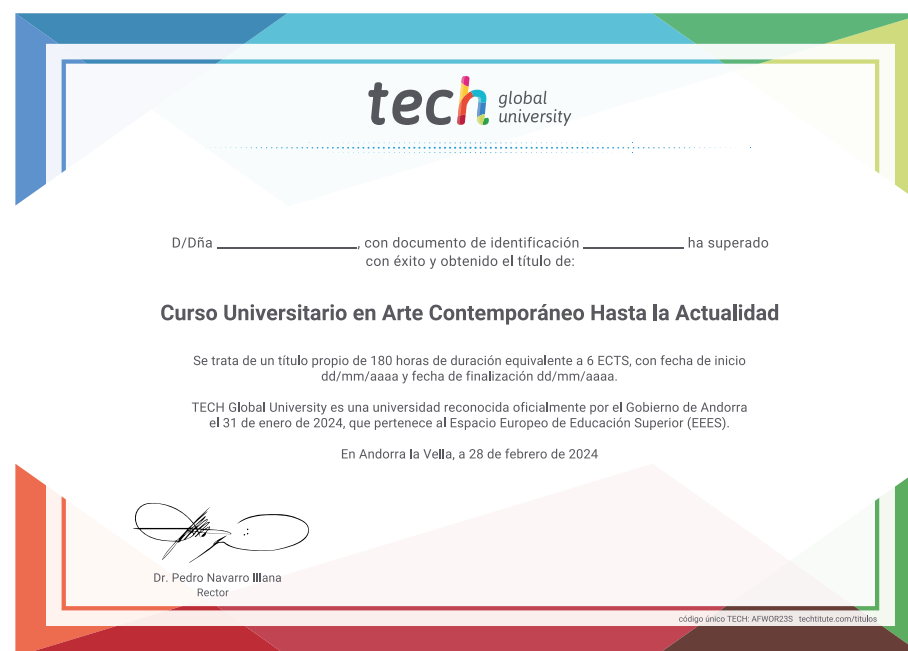 tech global university
D/Dña ____________________, con documento de identificación ______________ ha superado
con éxito y obtenido el título de:
Curso Universitario en Arte Contemporáneo Hasta la Actualidad
Se trata de un título propio de 180 horas de duración equivalente a 6 ECTS, con fecha de inicio
dd/mm/aaaa y fecha de finalización dd/mm/aaaa.
TECH Global University es una universidad reconocida oficialmente por el Gobierno de Andorra
el 31 de enero de 2024, que pertenece al Espacio Europeo de Educación Superior (EEES).
En Andorra la Vella, a 28 de febrero de 2024
Dr. Pedro Navarro Illana
Rector
código único TECH: AFWOR23S techtitute.com/titulos